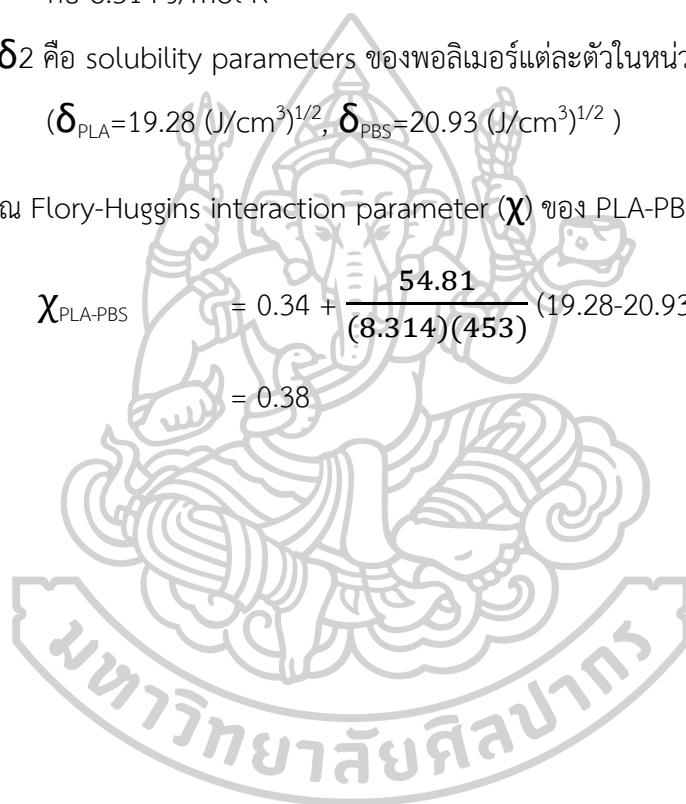 8.314 J/mol K
δ2 คือ solubility parameters ของพอลิเมอร์แต่ละตัวในหน่ว
(δPLA=19.28 (J/cm³)^1/2, δPBS=20.93 (J/cm³)^1/2 )
ณ Flory-Huggins interaction parameter (χ) ของ PLA-PB
χPLA-PBS = 0.34 + 54.81/(8.314)(453) (19.28-20.93
= 0.38
มหาวิทยาลัยศิลปากร